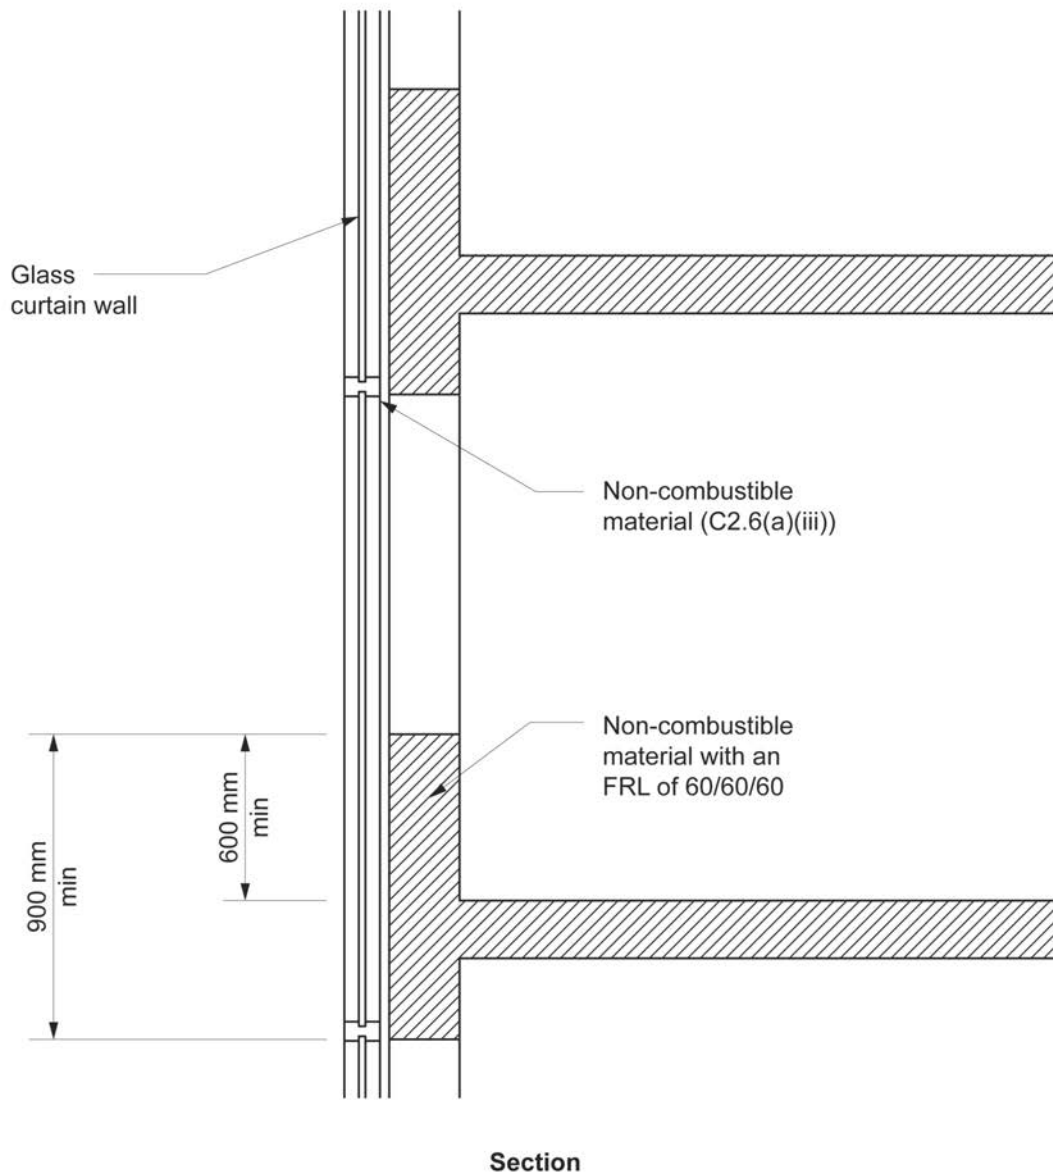 Glass
curtain wall
Non-combustible
material (C2.6(a)(iii))
Non-combustible
material with an
FRL of 60/60/60
900 mm
min
600 mm
min
Section